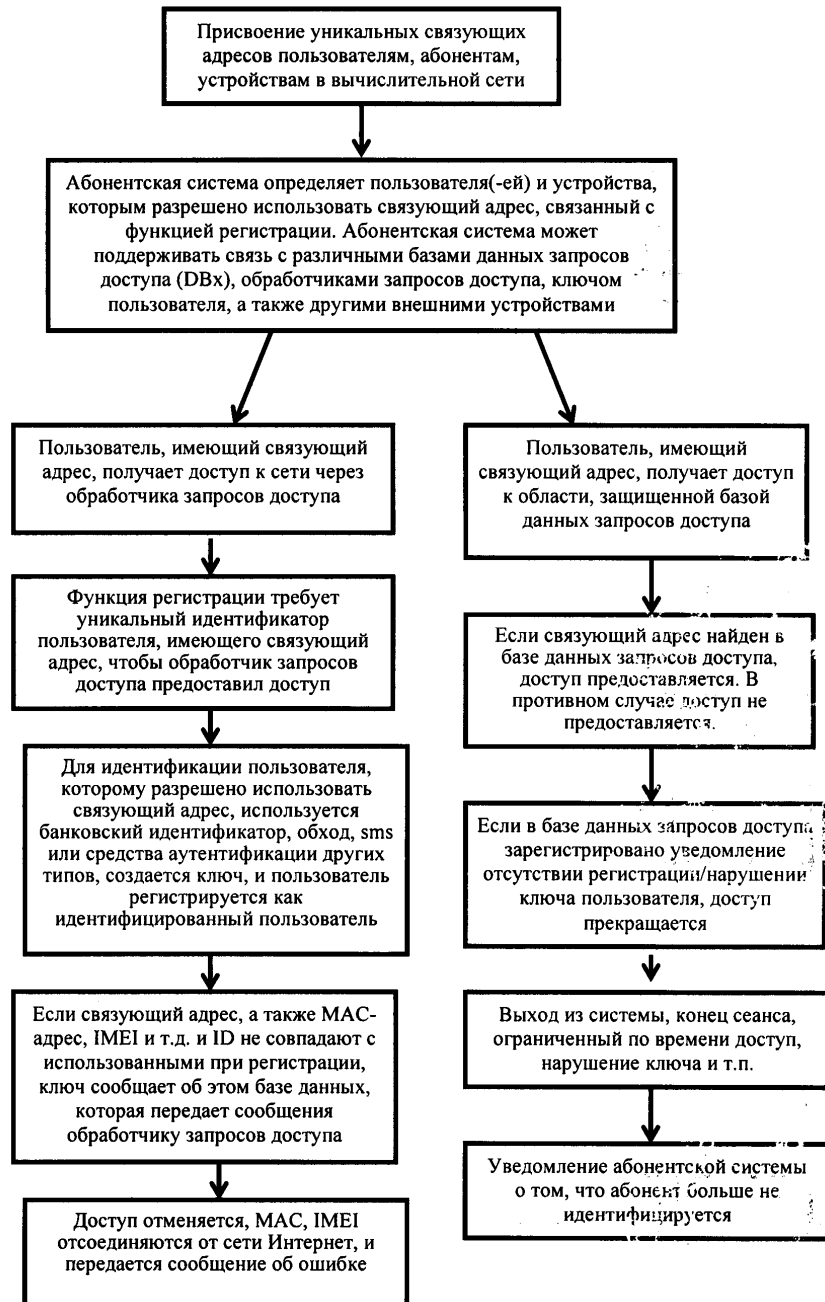 Присвоение уникальных связующих
адресов пользователям, абонентам,
устройствам в вычислительной сети
Абонентская система определяет пользователя(-ей) и устройства,
которым разрешено использовать связующий адрес, связанный с
функцией регистрации. Абонентская система может
поддерживать связь с различными базами данных запросов
доступа (DBx), обработчиками запросов доступа, ключом
пользователя, а также другими внешними устройствами
Пользователь, имеющий связующий
адрес, получает доступ к сети через
обработчика запросов доступа
Функция регистрации требует
уникальный идентификатор
пользователя, имеющего связующий
адрес, чтобы обработчик запросов
доступа предоставил доступ
Для идентификации пользователя,
которому разрешено использовать
связующий адрес, используется
банковский идентификатор, обход, sms
или средства аутентификации других
типов, создается ключ, и пользователь
регистрируется как
идентифицированный пользователь
Если связующий адрес, а также MAC-
адрес, IMEI и т.д. и ID не совпадают с
использованными при регистрации,
ключ сообщает об этом базе данных,
которая передает сообщения
обработчику запросов доступа
Доступ отменяется, MAC, IMEI
отсоединяются от сети Интернет, и
передается сообщение об ошибке
Пользователь, имеющий
связующий адрес, получает доступ
к области, защищенной базой
данных запросов доступа
Если связующий адрес найден в
базе данных запросов доступа,
доступ предоставляется. В
противном случае доступ не
предоставляется.
Если в базе данных запросов доступа
зарегистрировано уведомление
отсутствии регистрации/нарушении
ключа пользователя, доступ
прекращается
Выход из системы, конец сеанса,
ограниченный по времени доступ,
нарушение ключа и т.п.
Уведомление абонентской системы
о том, что абонент больше не
идентифицируется